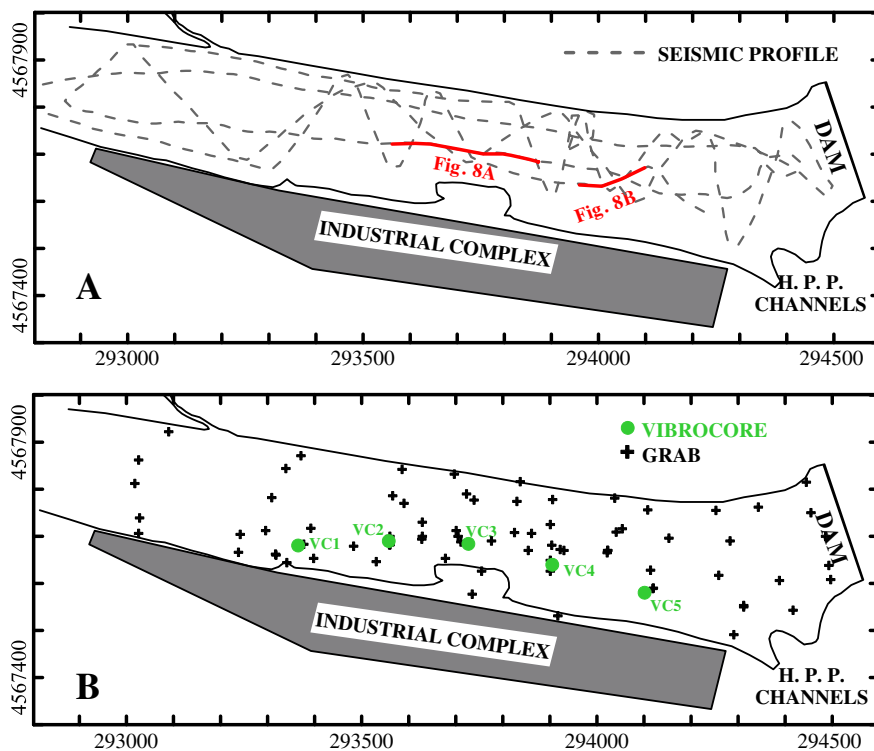 4567900
SEISMIC PROFILE
DAM
Fig. 8A
Fig. 8B
INDUSTRIAL COMPLEX
4567400
A
H. P. P.
CHANNELS
293000
293500
294000
294500
4567900
VIBROCORE
GRAB
DAM
VC1
VC2
VC3
VC4
VC5
INDUSTRIAL COMPLEX
4567400
B
H. P. P.
CHANNELS
293000
293500
294000
294500